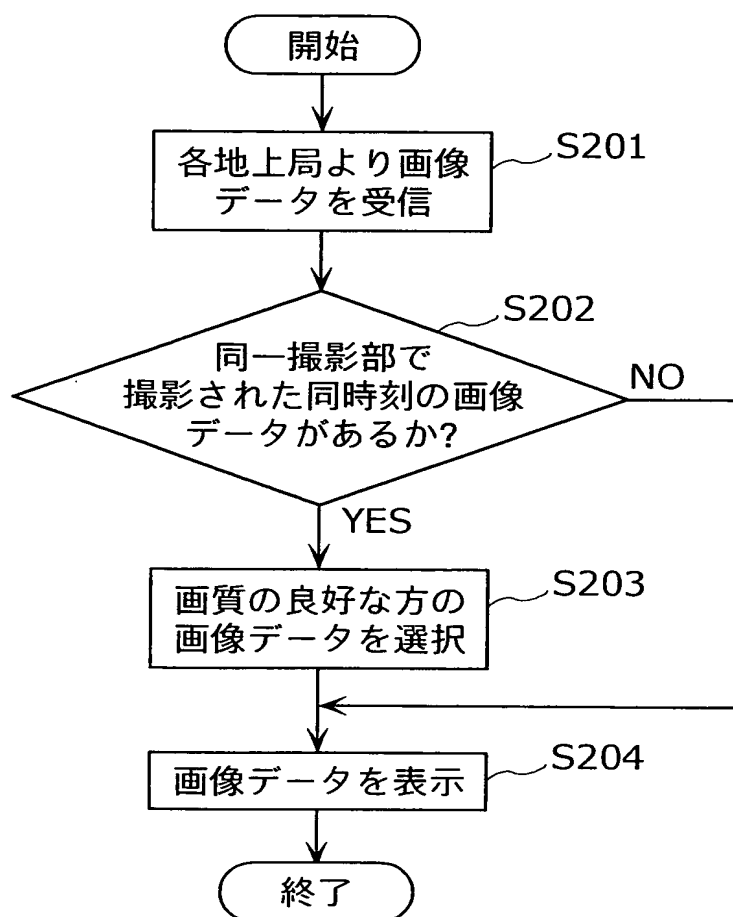 開始
各地上局より画像
データを受信
S201
S202
同一撮影部で
撮影された同時刻の画像
データがあるか?
NO
YES
画質の良好な方の
画像データを選択
S203
画像データを表示
S204
終了